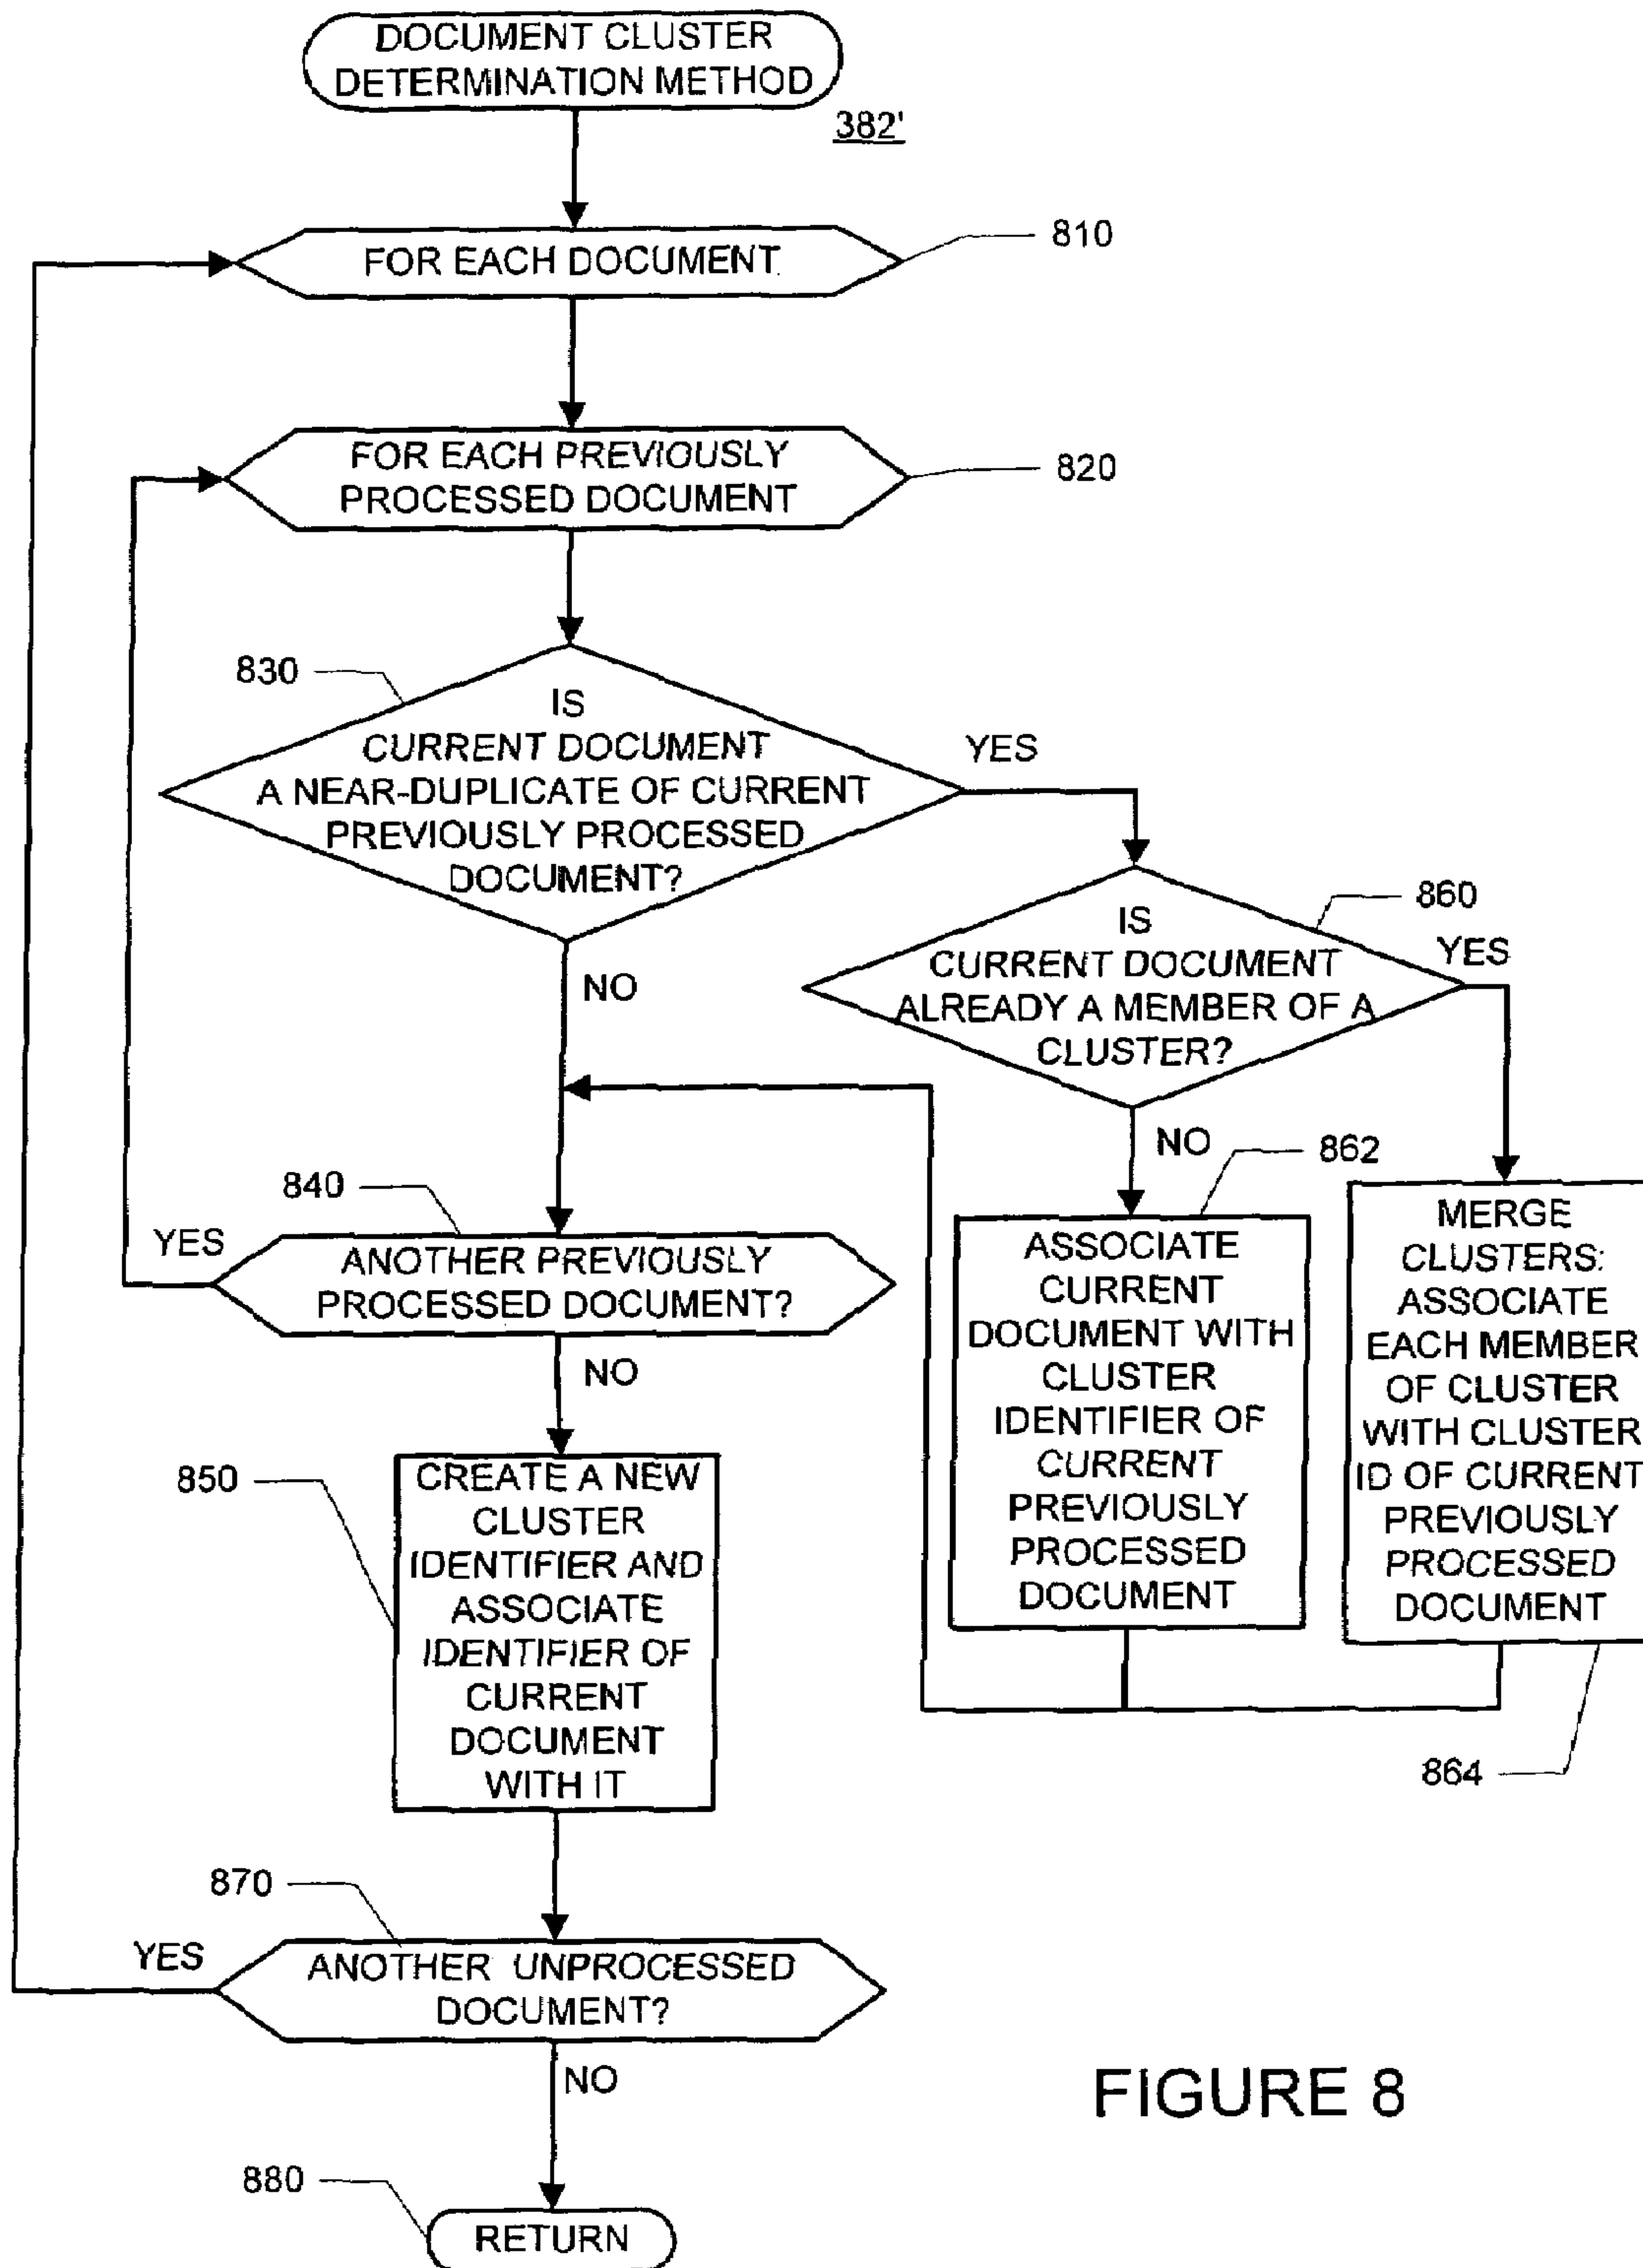 DOCUMENT CLUSTER
DETERMINATION METHOD
382'
FOR EACH DOCUMENT
810
FOR EACH PREVIOUSLY
PROCESSED DOCUMENT
820
830
IS
CURRENT DOCUMENT
A NEAR-DUPLICATE OF CURRENT
PREVIOUSLY PROCESSED
DOCUMENT?
YES
NO
860
IS
CURRENT DOCUMENT
ALREADY A MEMBER OF A
CLUSTER?
YES
NO
862
ASSOCIATE
CURRENT
DOCUMENT WITH
CLUSTER
IDENTIFIER OF
CURRENT
PREVIOUSLY
PROCESSED
DOCUMENT
MERGE
CLUSTERS:
ASSOCIATE
EACH MEMBER
OF CLUSTER
WITH CLUSTER
ID OF CURRENT
PREVIOUSLY
PROCESSED
DOCUMENT
864
840
YES
ANOTHER PREVIOUSLY
PROCESSED DOCUMENT?
NO
850
CREATE A NEW
CLUSTER
IDENTIFIER AND
ASSOCIATE
IDENTIFIER OF
CURRENT
DOCUMENT
WITH IT
870
YES
ANOTHER UNPROCESSED
DOCUMENT?
NO
880
RETURN
FIGURE 8